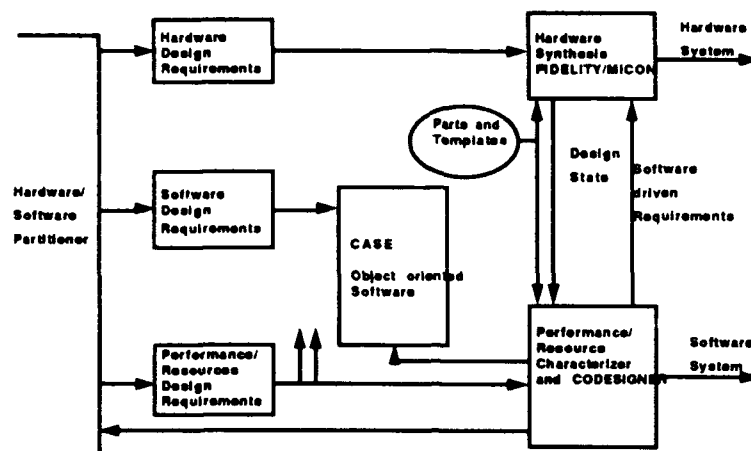 Hardware
Design
Requirements
Hardware
Synthesis
FIDELITY/MICON
Hardware
System
Parts and
Templates
Design
State
Hardware/
Software
Partitioner
Software
Design
Requirements
CASE
Object oriented
Software
Software
driven
Requirements
Performance/
Resources
Design
Requirements
Performance/
Resource
Characterizer
and CODESIGNER
Software
System